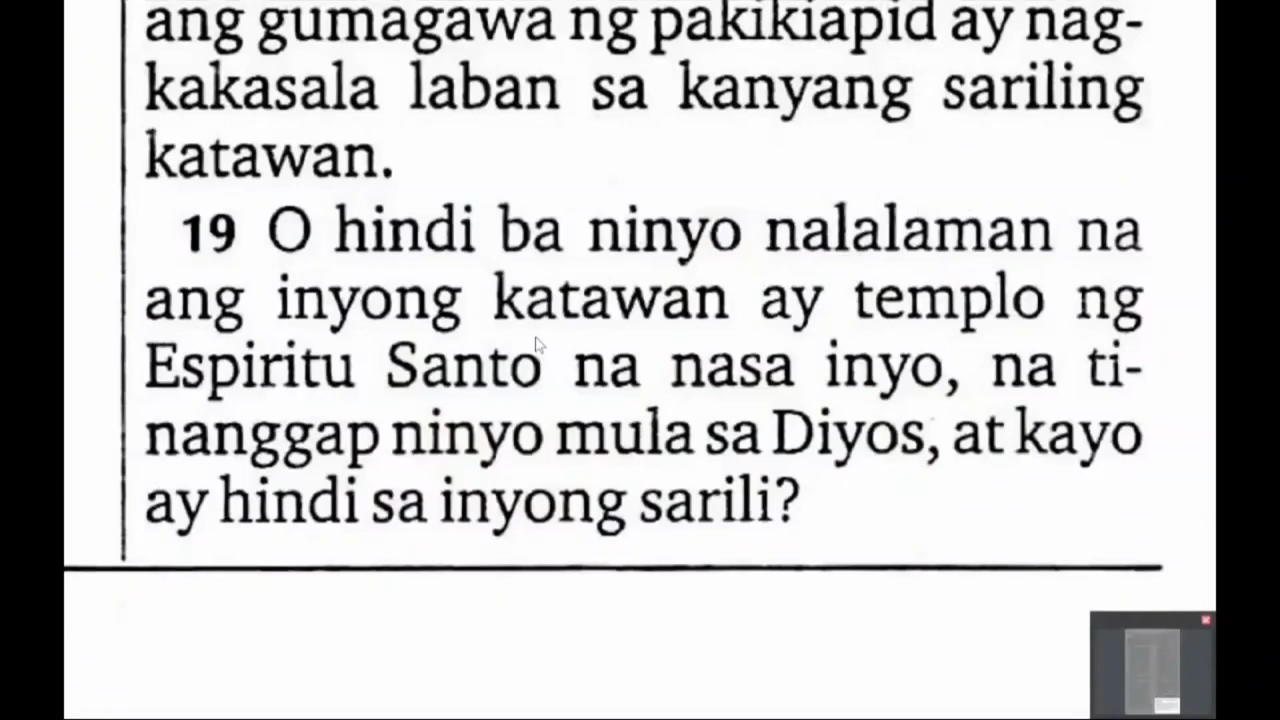 ang gumagawa ng pakikiapid ay nag-
kakasala laban sa kanyang sariling
katawan.
19 O hindi ba ninyo nalalaman na
ang inyong katawan ay templo ng
Espiritu Santo na nasa inyo, na ti-
nanggap ninyo mula sa Diyos, at kayo
ay hindi sa inyong sarili?